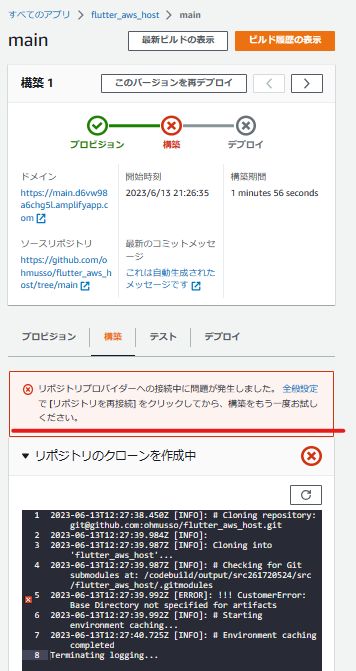 すべてのアプリ > flutter_aws_host > main
main
最新ビルドの表示
ビルド履歴の表示
構築 1
このバージョンを再デプロイ
プロビジョン
構築
デプロイ
ドメイン
https://main.d6vw98
a6chg5l.amplifyapp.c
om
開始時刻
2023/6/13 21:26:35
構築期間
1 minutes 56 seconds
ソースリポジトリ
https://github.com/o
hmusso/flutter_aws_h
ost/tree/main
最新のコミットメッセ
ージ
これは自動生成された
メッセージです
プロビジョン
構築
テスト
デプロイ
リポジトリプロバイダーへの接続中に問題が発生しました。 全般設定
で [リポジトリを再接続] をクリックしてから、構築をもう一度お試し
ください。
リポジトリのクローンを作成中
1 2023-06-13T12:27:38.450Z [INFO]: # Cloning repository:
git@github.com:ohmusso/flutter_aws_host.git
2 2023-06-13T12:27:39.987Z [INFO]:
3 2023-06-13T12:27:39.987Z [INFO]: Cloning into
'flutter_aws_host'...
4 2023-06-13T12:27:39.987Z [INFO]: # Checking for Git
submodules at: /codebuild/output/src261720524/src
/flutter_aws_host/.gitmodules
5 2023-06-13T12:27:39.992Z [ERROR]: !!! CustomerError:
Base Directory not specified for artifacts
6 2023-06-13T12:27:39.992Z [INFO]: # Starting
environment caching...
7 2023-06-13T12:27:40.725Z [INFO]: # Environment caching
completed
8 Terminating logging...